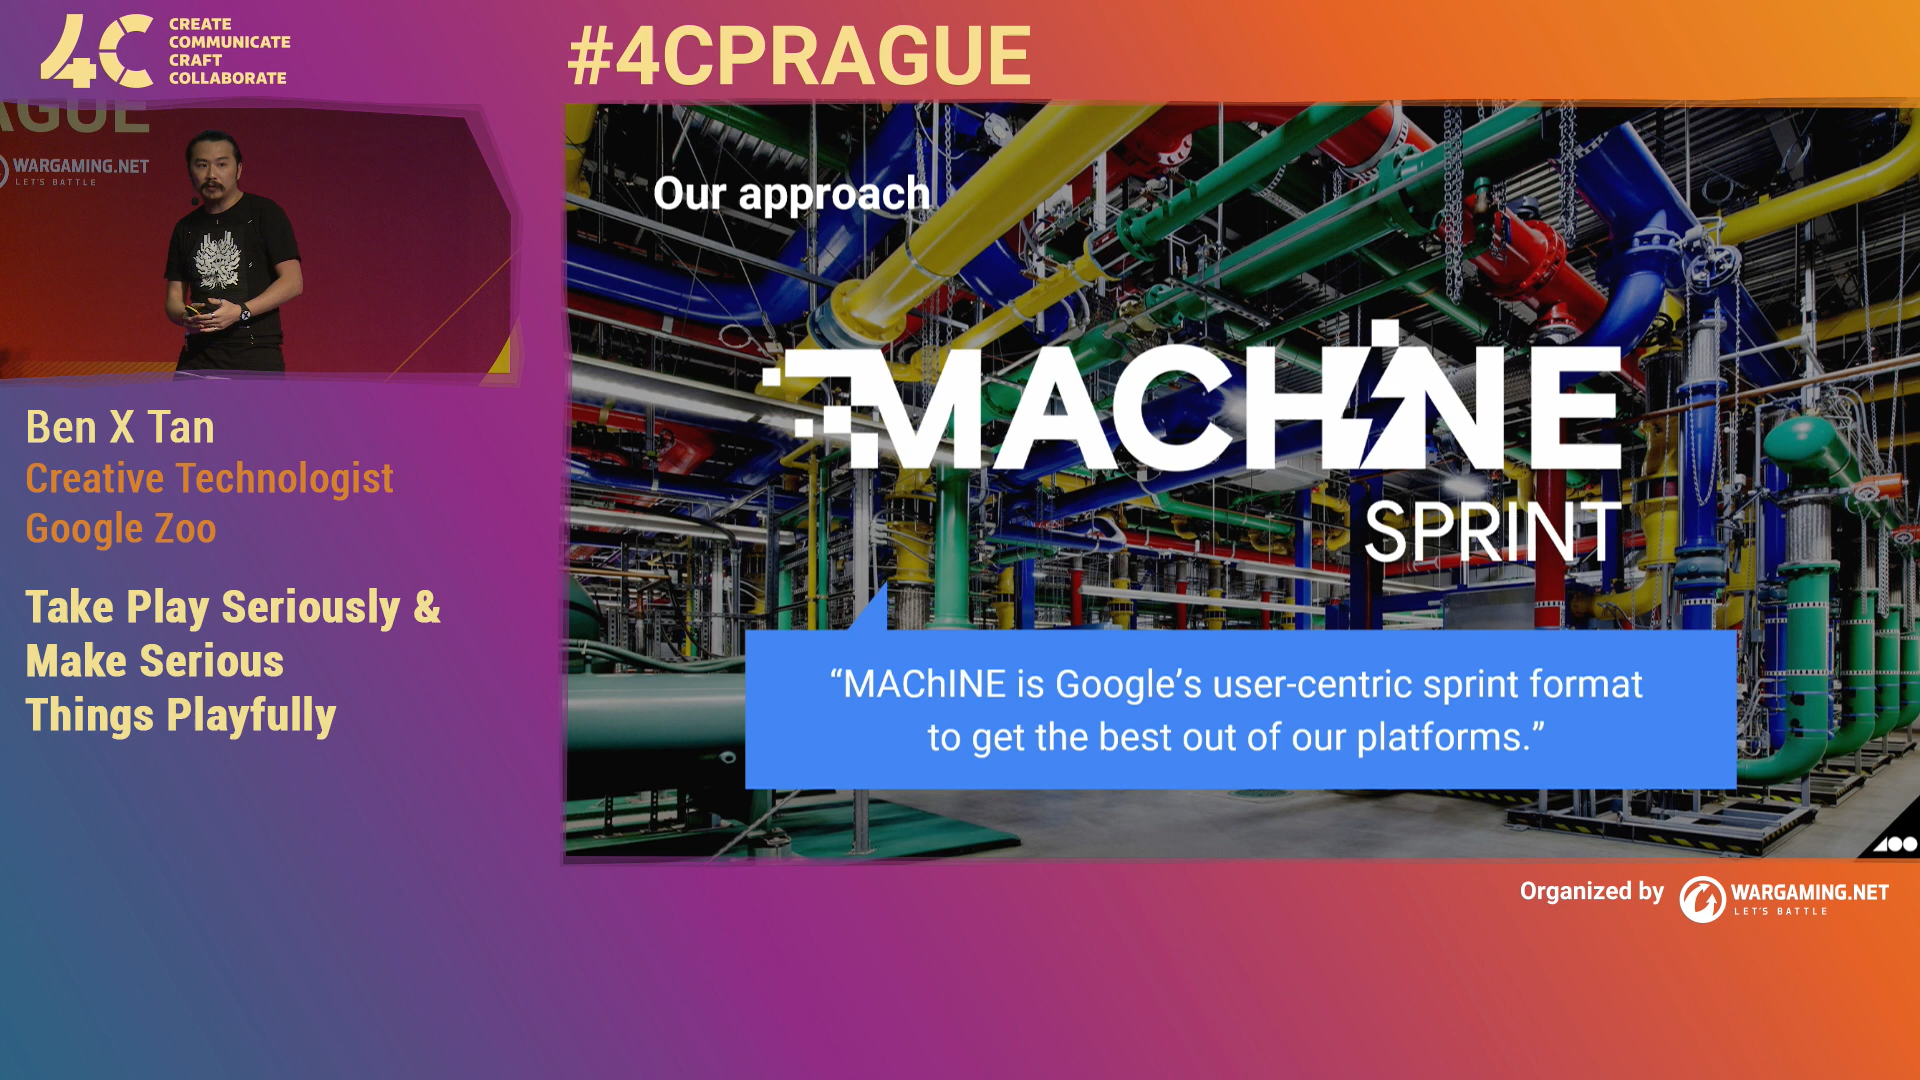 4C
CREATE
COMMUNICATE
CRAFT
COLLABORATE
#4CPRAGUE
AGUE
WARGAMING.NET
LET'S BATTLE
Ben X Tan
Creative Technologist
Google Zoo
Take Play Seriously &
Make Serious
Things Playfully
Our approach
MACHINE
SPRINT
“MAChINE is Google’s user-centric sprint format
to get the best out of our platforms.”
Organized by
WARGAMING.NET
LET'S BATTLE